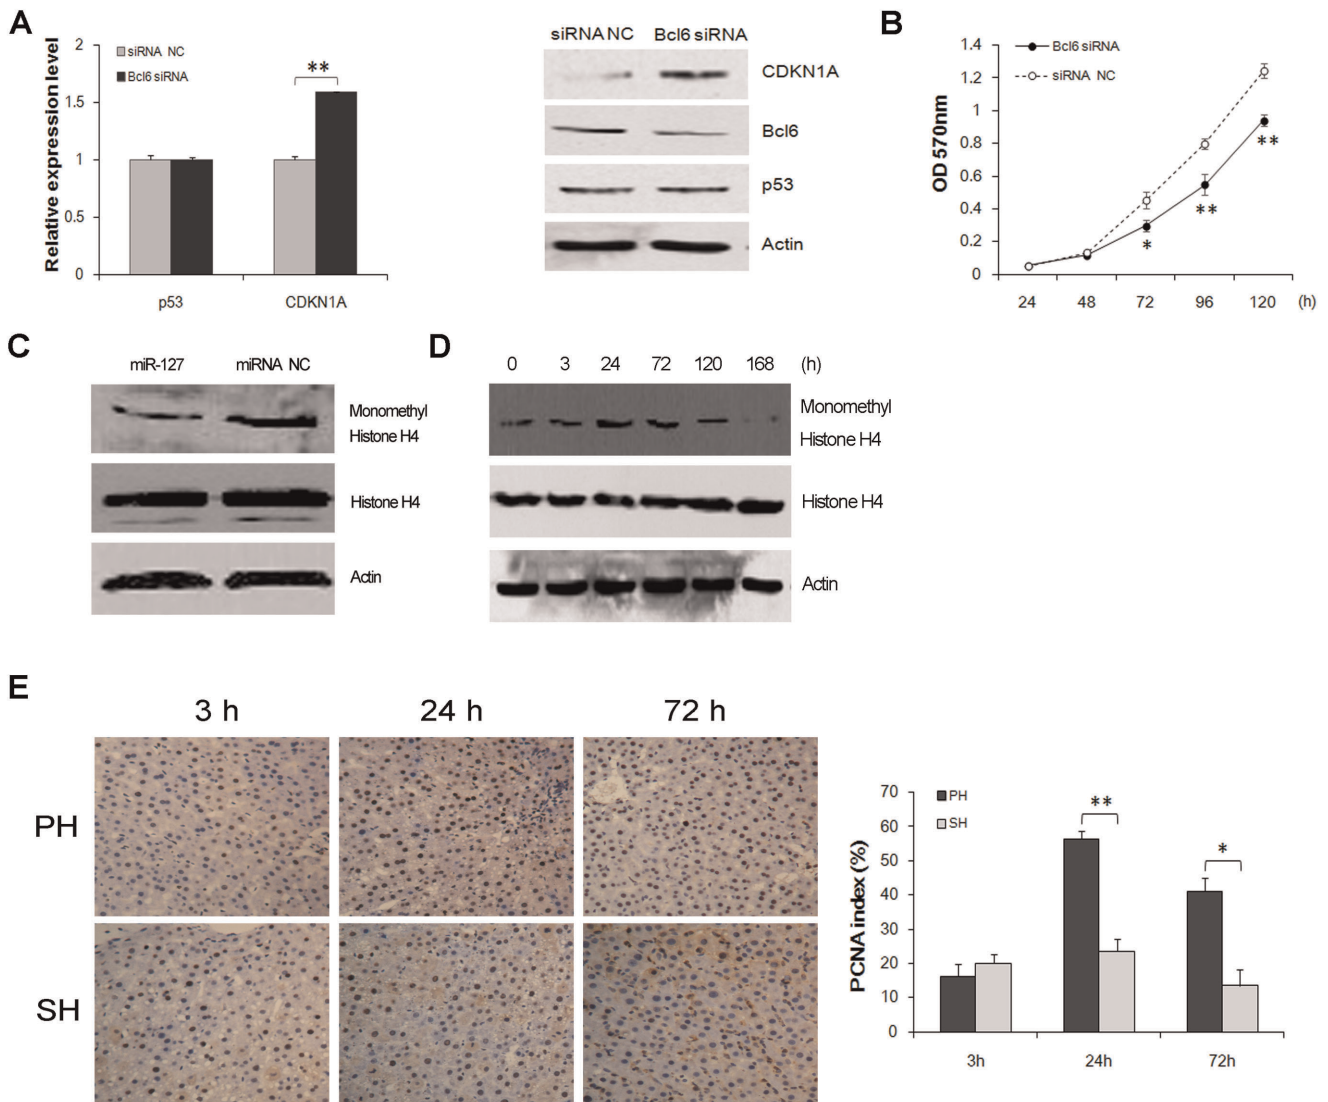 A
Relative expression level
2
1.5
1
0.5
0
siRNA NC
Bcl6 siRNA
**
p53
CDKN1A
siRNA NC
Bcl6 siRNA
CDKN1A
Bcl6
p53
Actin
B
OD 570nm
1.4
1.2
1
0.8
0.6
0.4
0.2
0
Bcl6 siRNA
siRNA NC
*
**
**
24
48
72
96
120
(h)
C
miR-127
miRNA NC
Monomethyl
Histone H4
Histone H4
Actin
D
0
3
24
72
120
168
(h)
Monomethyl
Histone H4
Histone H4
Actin
E
3 h
24 h
72 h
PH
SH
PCNA index (%)
70
60
50
40
30
20
10
0
PH
SH
**
*
3h
24h
72h